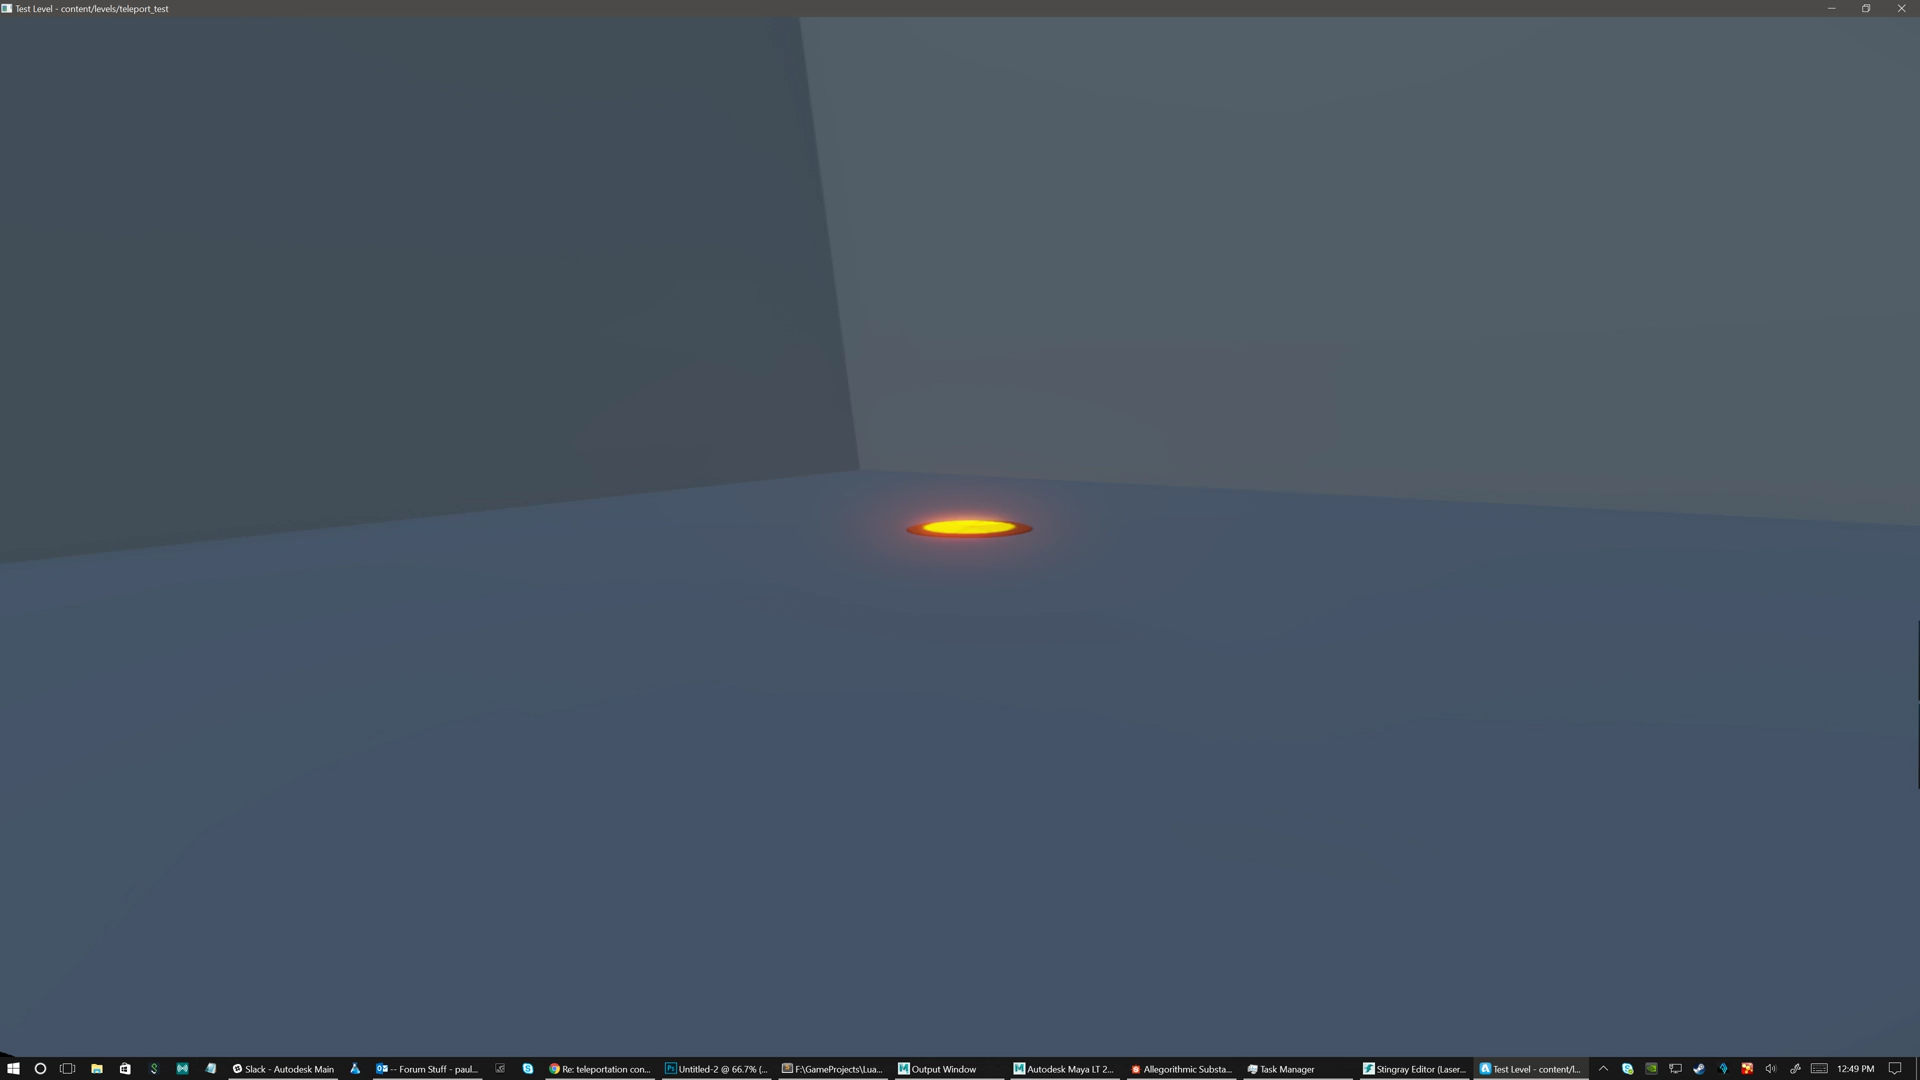 Test Level - content/levels/teleport_test
Slack - Autodesk Main
-- Forum Stuff - paul...
Re: teleportation con...
Untitled-2 @ 66.7% (...
F:\GameProjects\Lua...
Output Window
Autodesk Maya LT 2...
Allegorithmic Substa...
Task Manager
Stingray Editor (Laser...
Test Level - content/l...
12:49 PM